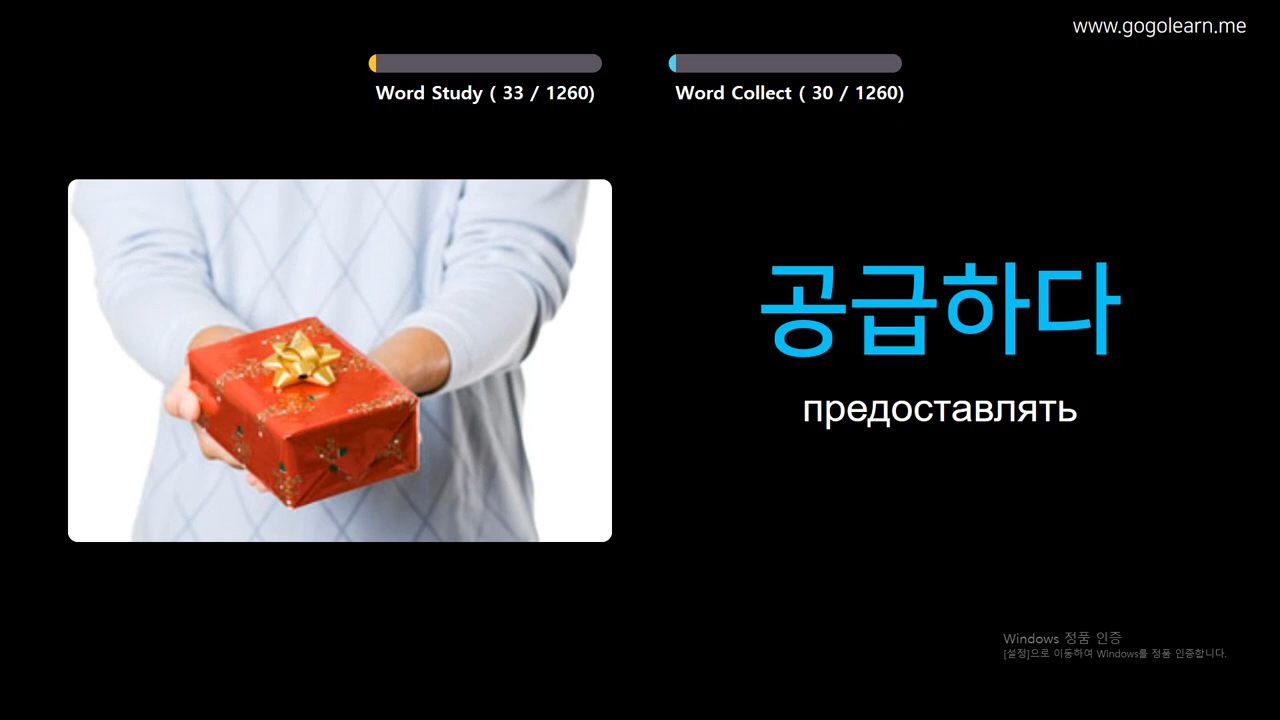 www.gogolearn.me
Word Study ( 33 / 1260)
Word Collect ( 30 / 1260)
공급하다
предоставлять
Windows 정품 인증
[설정]으로 이동하여 Windows를 정품 인증합니다.